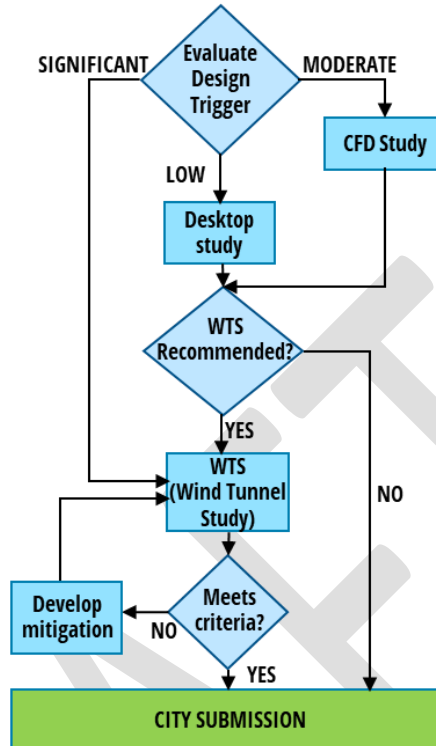 Evaluate
Design
Trigger
SIGNIFICANT
MODERATE
LOW
CFD Study
Desktop
study
WTS
Recommended?
YES
NO
WTS
(Wind Tunnel
Study)
Meets
criteria?
NO
Develop
mitigation
YES
CITY SUBMISSION